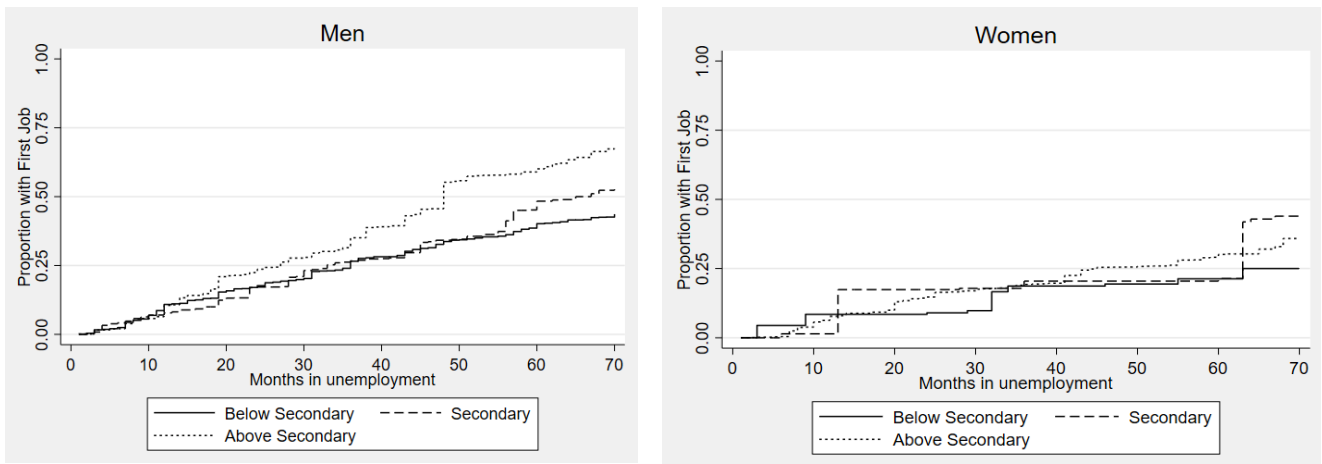 Men
Proportion with First Job
1.00
0.75
0.50
0.25
0.00
0 10 20 30 40 50 60 70
Months in unemployment
Below Secondary
Secondary
Above Secondary
Women
Proportion with First Job
1.00
0.75
0.50
0.25
0.00
0 10 20 30 40 50 60 70
Months in unemployment
Below Secondary
Secondary
Above Secondary